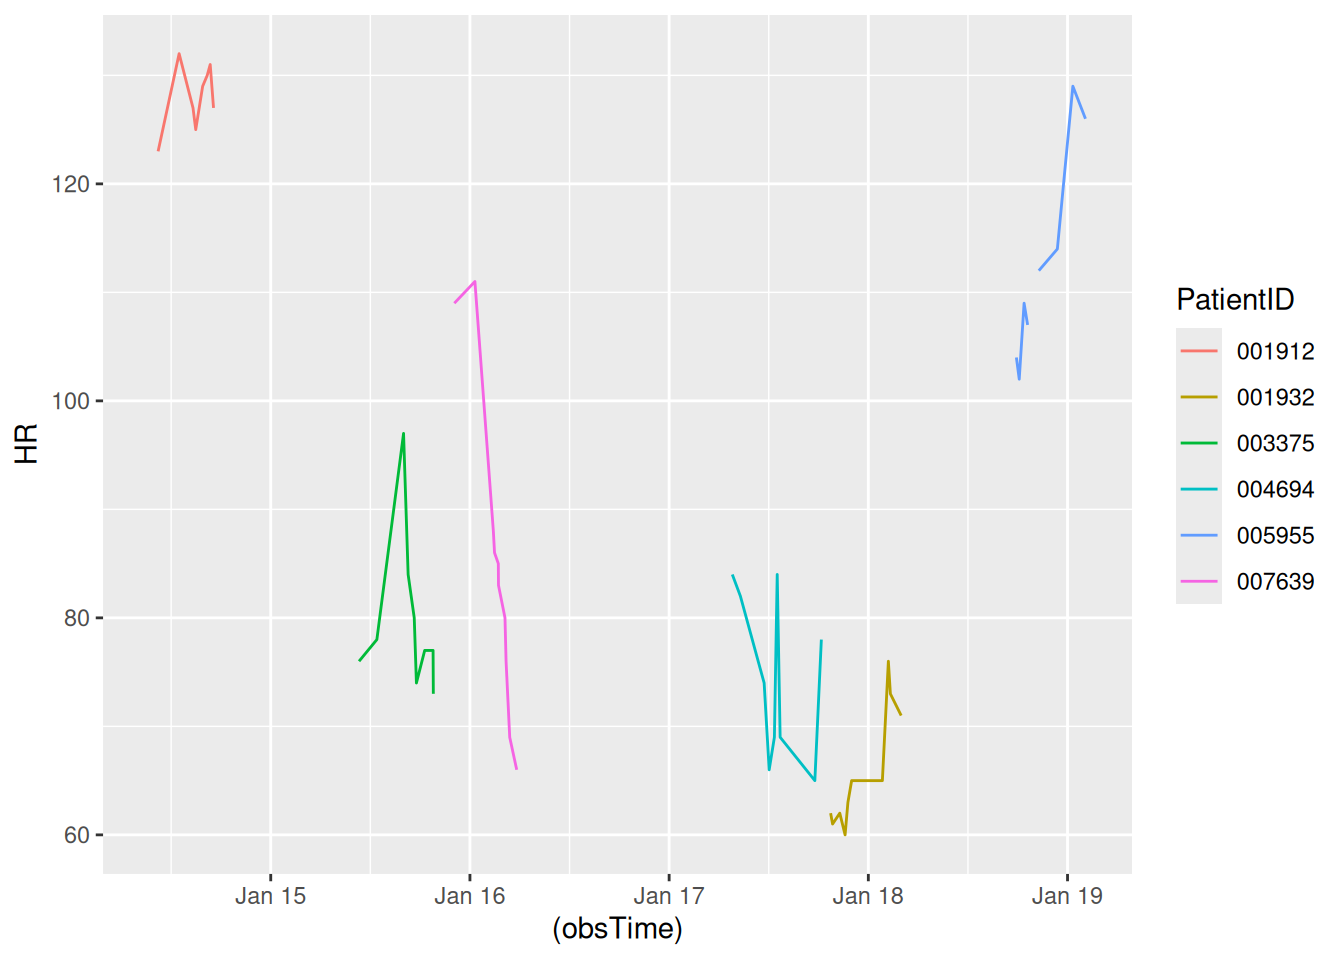 120
100
80
60
HR
Jan 15
Jan 16
Jan 17
Jan 18
Jan 19
(obsTime)
PatientID
001912
001932
003375
004694
005955
007639